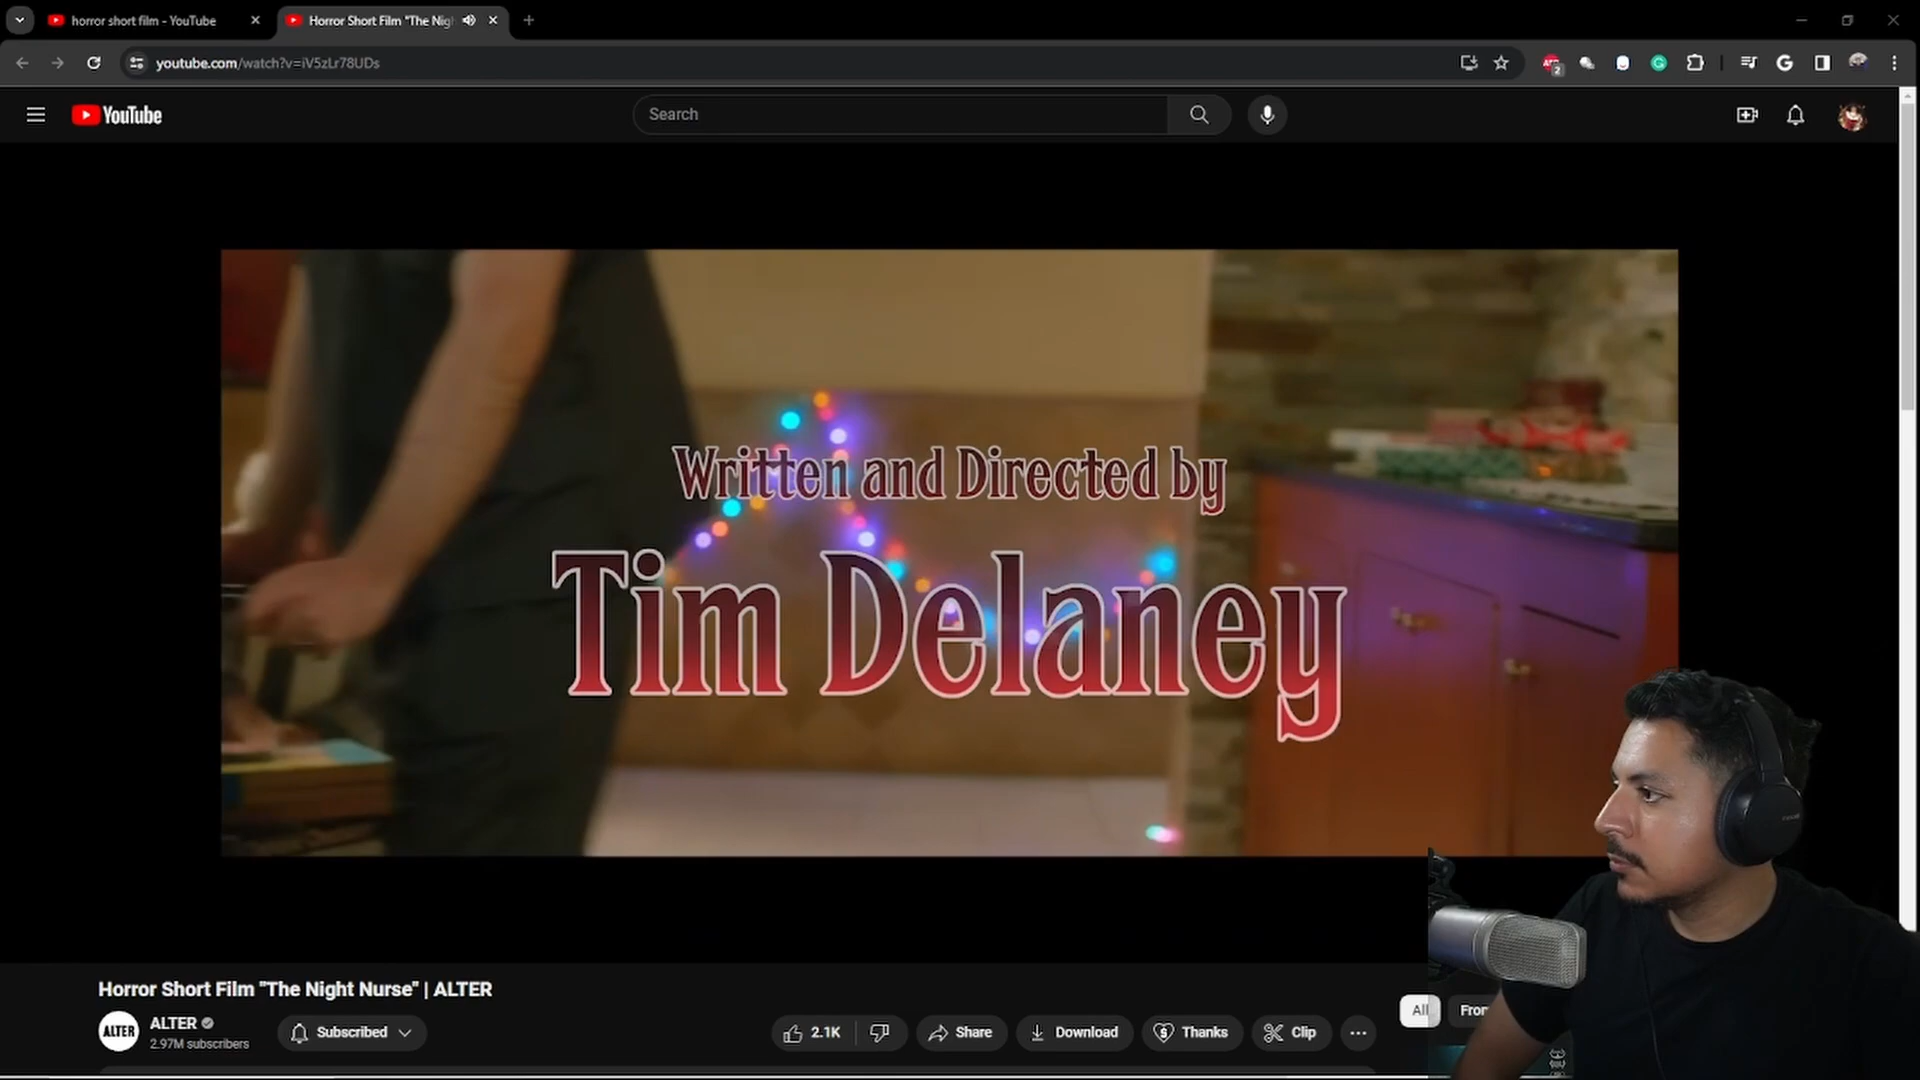 horror short film - YouTube
Horror Short Film "The Nig
youtube.com/watch?v=iV5zLr78UDs
2
YouTube
Search
Written and Directed by
Tim Delaney
Horror Short Film "The Night Nurse" | ALTER
ALTER
ALTER
2.97M subscribers
Subscribed
2.1K
Share
Download
Thanks
Clip
All
Fror